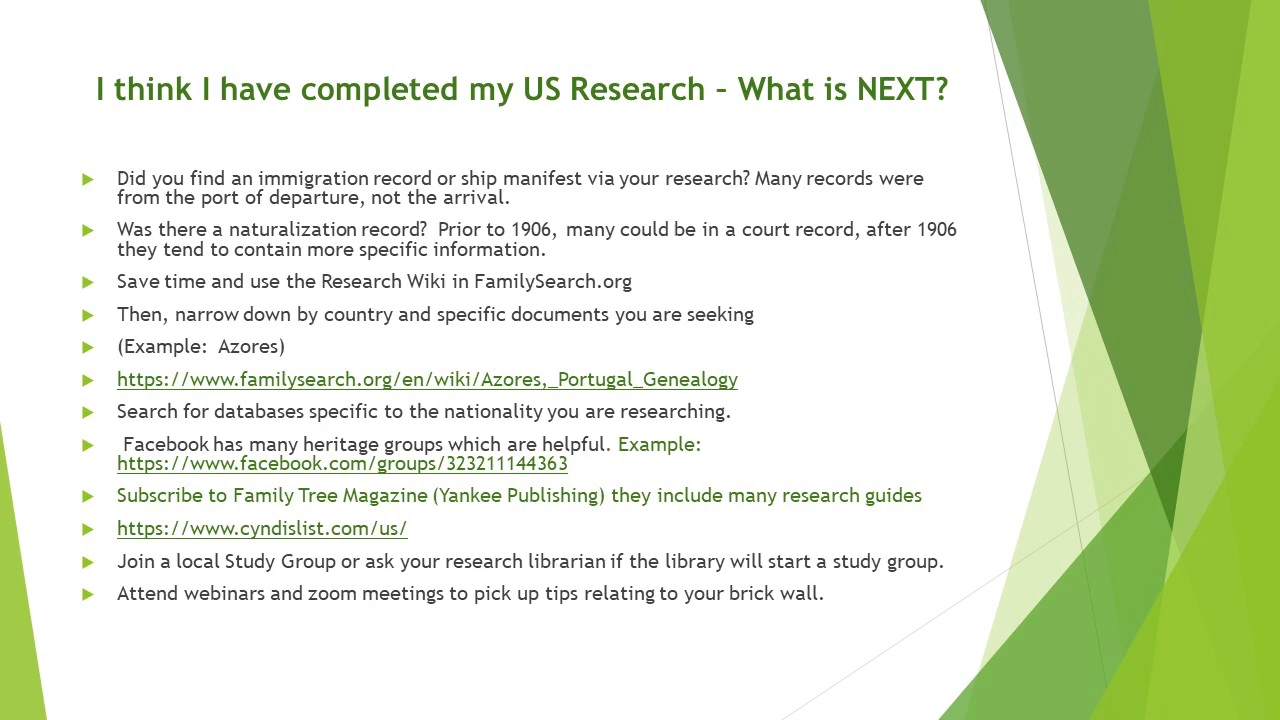 I think I have completed my US Research – What is NEXT?
Did you find an immigration record or ship manifest via your research? Many records were
from the port of departure, not the arrival.
Was there a naturalization record?  Prior to 1906, many could be in a court record, after 1906
they tend to contain more specific information.
Save time and use the Research Wiki in FamilySearch.org
Then, narrow down by country and specific documents you are seeking
(Example:  Azores)
https://www.familysearch.org/en/wiki/Azores,_Portugal_Genealogy
Search for databases specific to the nationality you are researching.
Facebook has many heritage groups which are helpful. Example:
https://www.facebook.com/groups/323211144363
Subscribe to Family Tree Magazine (Yankee Publishing) they include many research guides
https://www.cyndislist.com/us/
Join a local Study Group or ask your research librarian if the library will start a study group.
Attend webinars and zoom meetings to pick up tips relating to your brick wall.